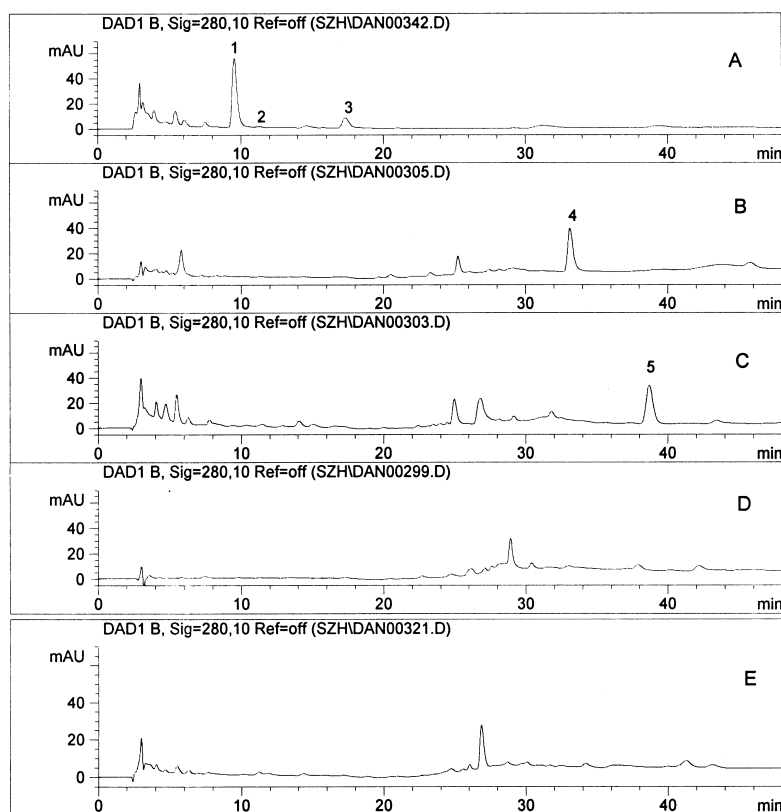 DAD1 B, Sig=280,10 Ref=off (SZH\DAN00342.D)
mAU
1
A
40
20
2
3
0
0 10 20 30 40 min
DAD1 B, Sig=280,10 Ref=off (SZH\DAN00305.D)
mAU
B
4
40
20
0
0 10 20 30 40 min
DAD1 B, Sig=280,10 Ref=off (SZH\DAN00303.D)
mAU
C
5
40
20
0
0 10 20 30 40 min
DAD1 B, Sig=280,10 Ref=off (SZH\DAN00299.D)
mAU
D
40
20
0
0 10 20 30 40 min
DAD1 B, Sig=280,10 Ref=off (SZH\DAN00321.D)
mAU
E
40
20
0
0 10 20 30 40 min